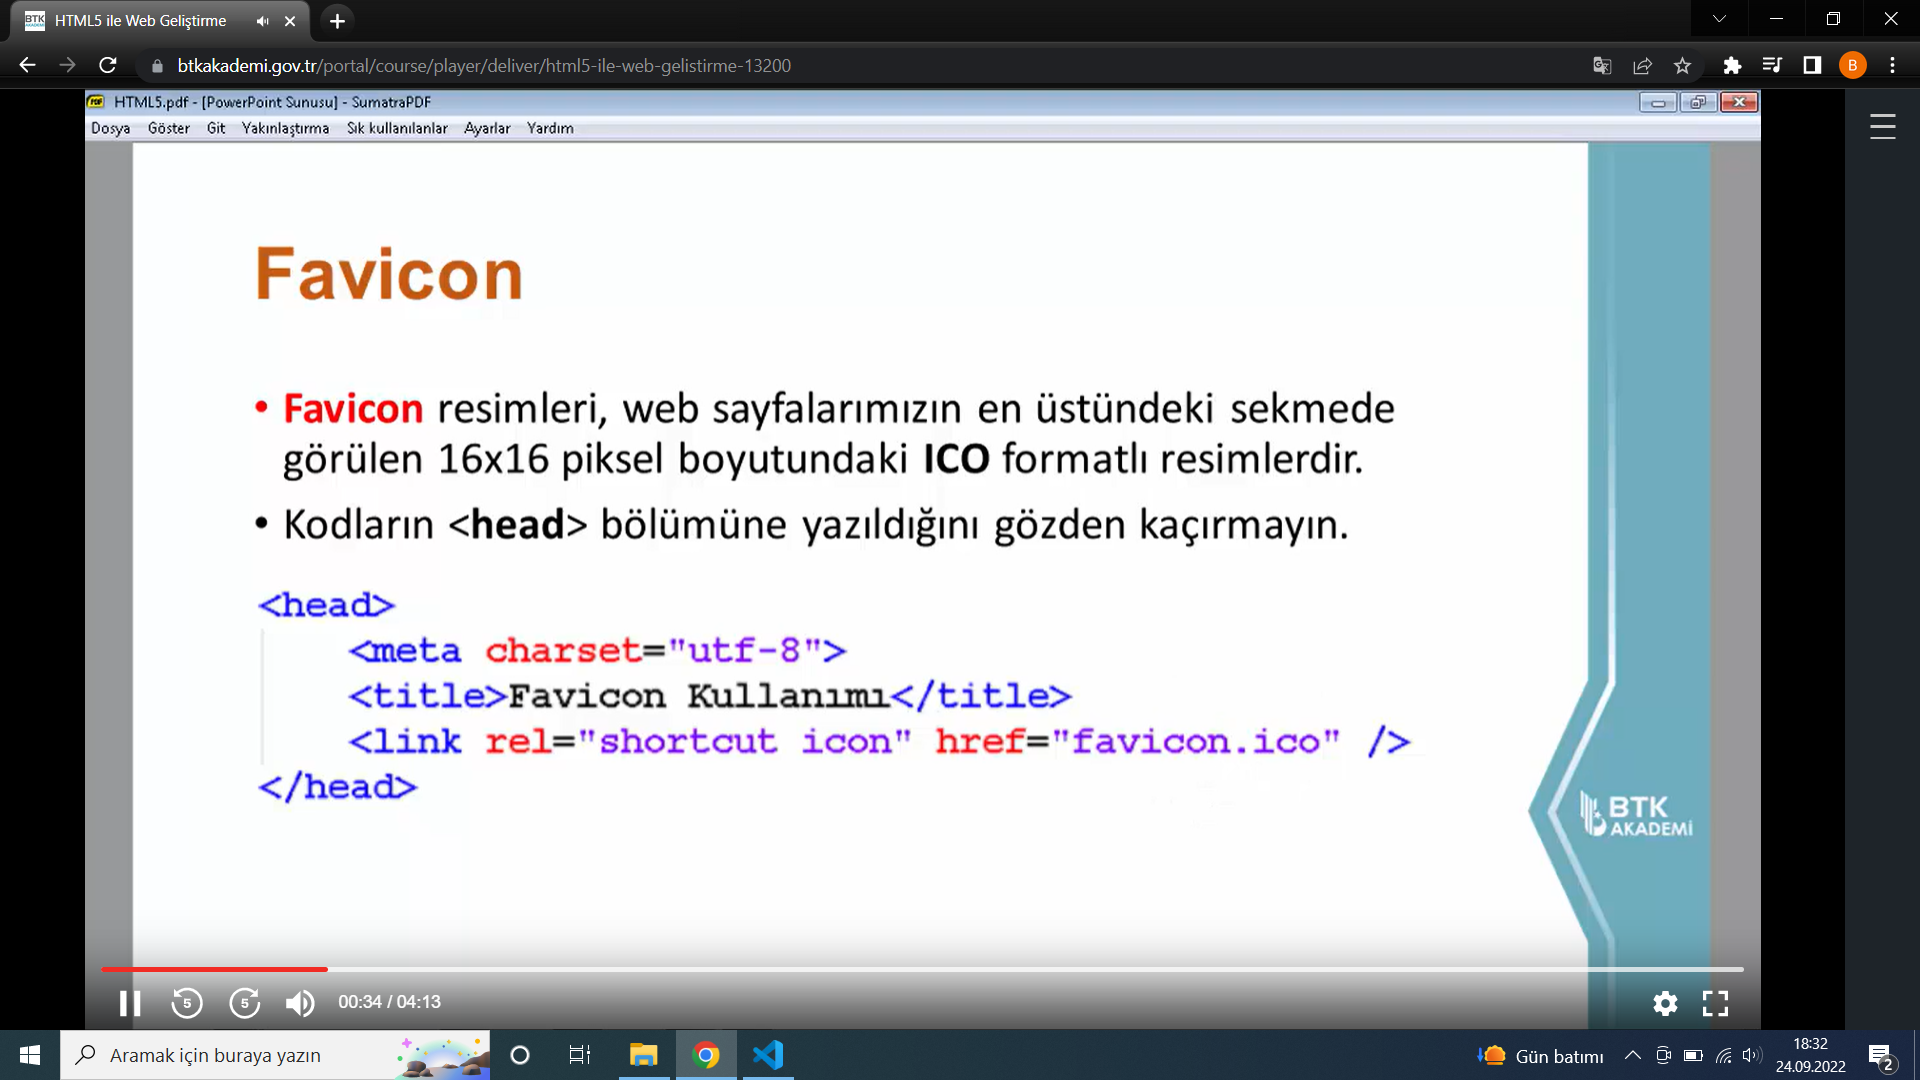 BTK
HTML5 ile Web Geliştirme
btkakademi.gov.tr/portal/course/player/deliver/html5-ile-web-gelistirme-13200
B
HTML5.pdf - [PowerPoint Sunusu] - SumatraPDF
Dosya Göster Git Yakınlaştırma Sık kullanılanlar Ayarlar Yardım
Favicon
• Favicon resimleri, web sayfalarımızın en üstündeki sekmede
görülen 16x16 piksel boyutundaki ICO formatlı resimlerdir.
• Kodların <head> bölümüne yazıldığını gözden kaçırmayın.
<head>
<meta charset="utf-8">
<title>Favicon Kullanımı</title>
<link rel="shortcut icon" href="favicon.ico" />
</head>
BTK
AKADEMİ
5 5 00:34 / 04:13
Aramak için buraya yazın
Gün batımı
18:32
24.09.2022
2